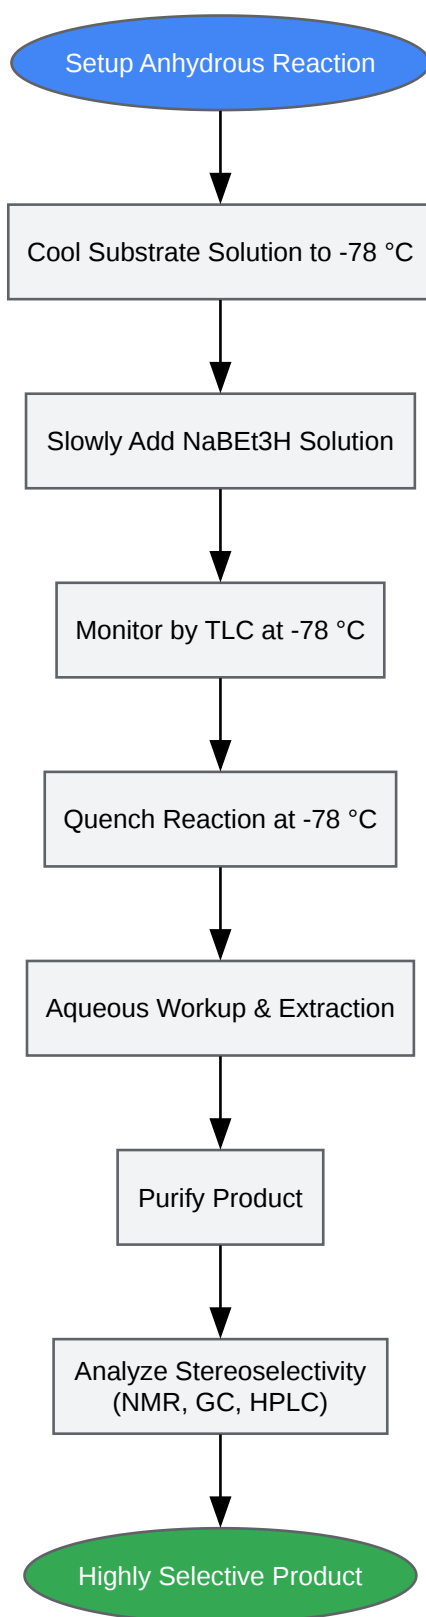 Setup Anhydrous Reaction
Cool Substrate Solution to -78 °C
Slowly Add NaBEt3H Solution
Monitor by TLC at -78 °C
Quench Reaction at -78 °C
Aqueous Workup & Extraction
Purify Product
Analyze Stereoselectivity
(NMR, GC, HPLC)
Highly Selective Product